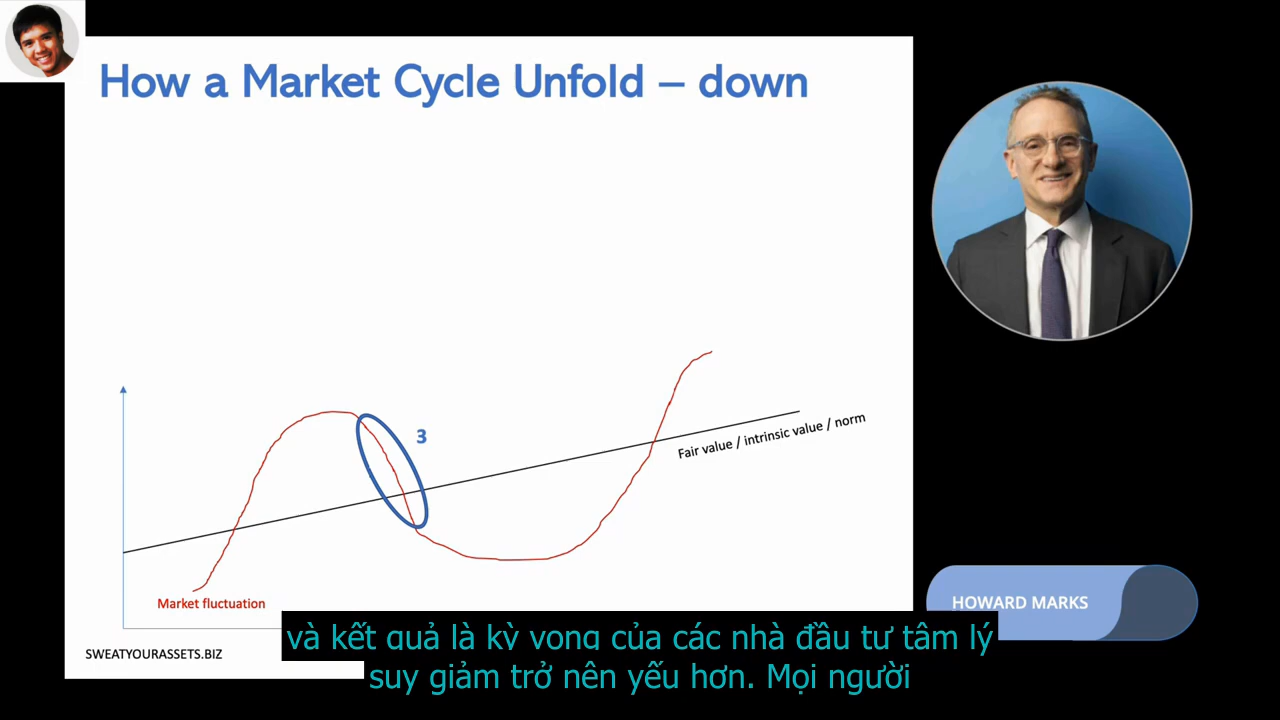 How a Market Cycle Unfold – down
3
Fair value / intrinsic value / norm
Market fluctuation
HOWARD MARKS
SWEATYOURASSETS.BIZ
và kết quả là kỳ vọng của các nhà đầu tư tâm lý
suy giảm trở nên yếu hơn. Mọi người